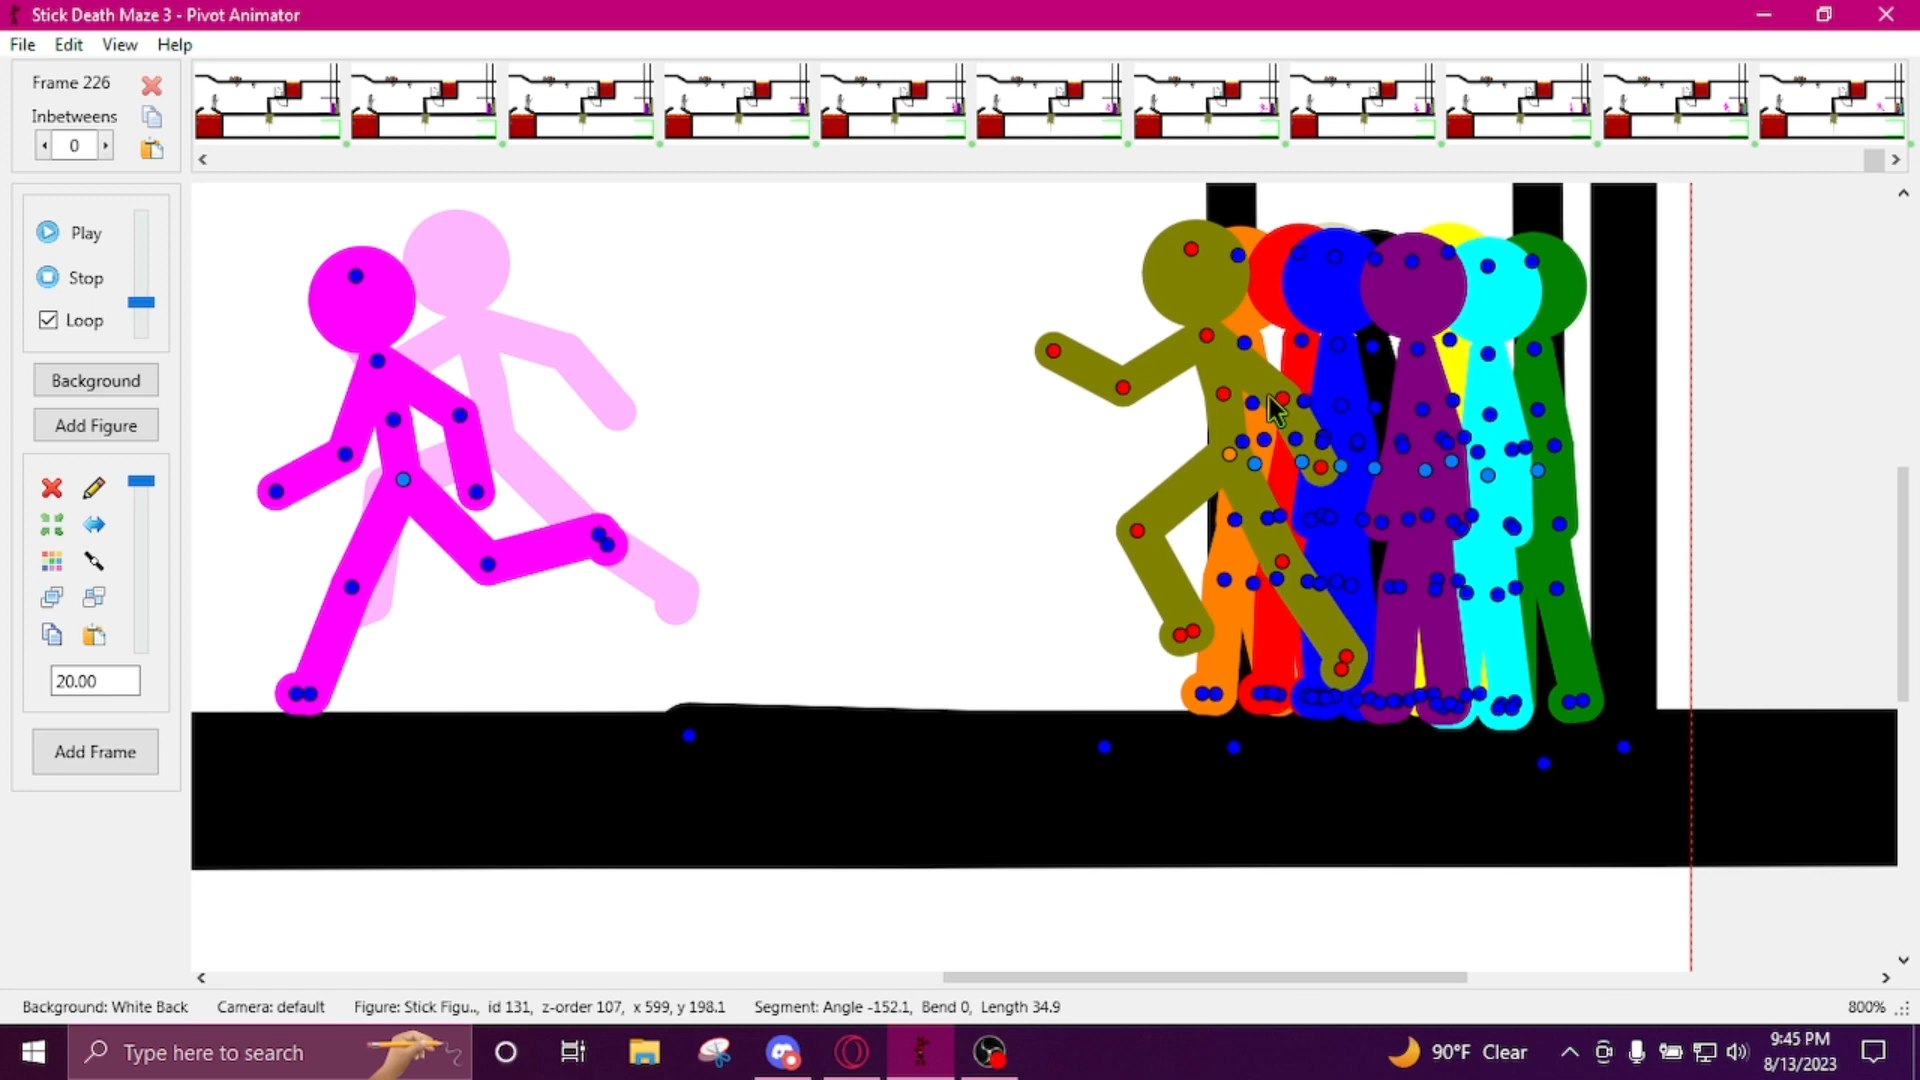 Stick Death Maze 3 - Pivot Animator
File Edit View Help
Frame 226
Inbetweens
0
Play
Stop
Loop
Background
Add Figure
20.00
Add Frame
Background: White Back Camera: default Figure: Stick Figu.., id 131, z-order 107, x 599, y 198.1 Segment: Angle -152.1, Bend 0, Length 34.9 800%
Type here to search
90°F Clear
9:45 PM
8/13/2023